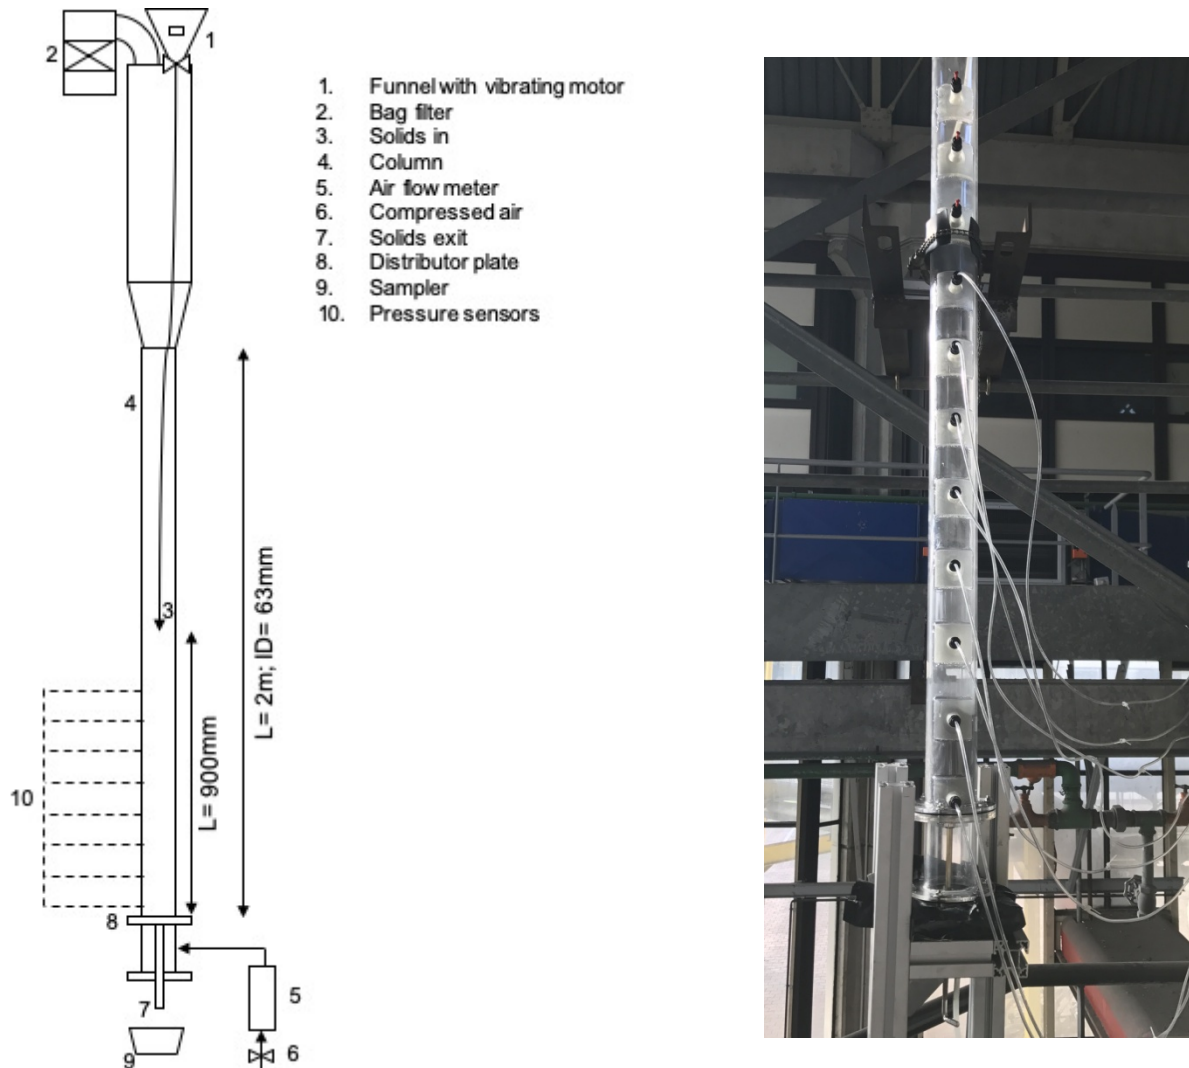 1
2
1. Funnel with vibrating motor
2. Bag filter
3. Solids in
4. Column
5. Air flow meter
6. Compressed air
7. Solids exit
8. Distributor plate
9. Sampler
10. Pressure sensors
4
3
L= 2m; ID= 63mm
L= 900mm
10
8
7
5
9
6